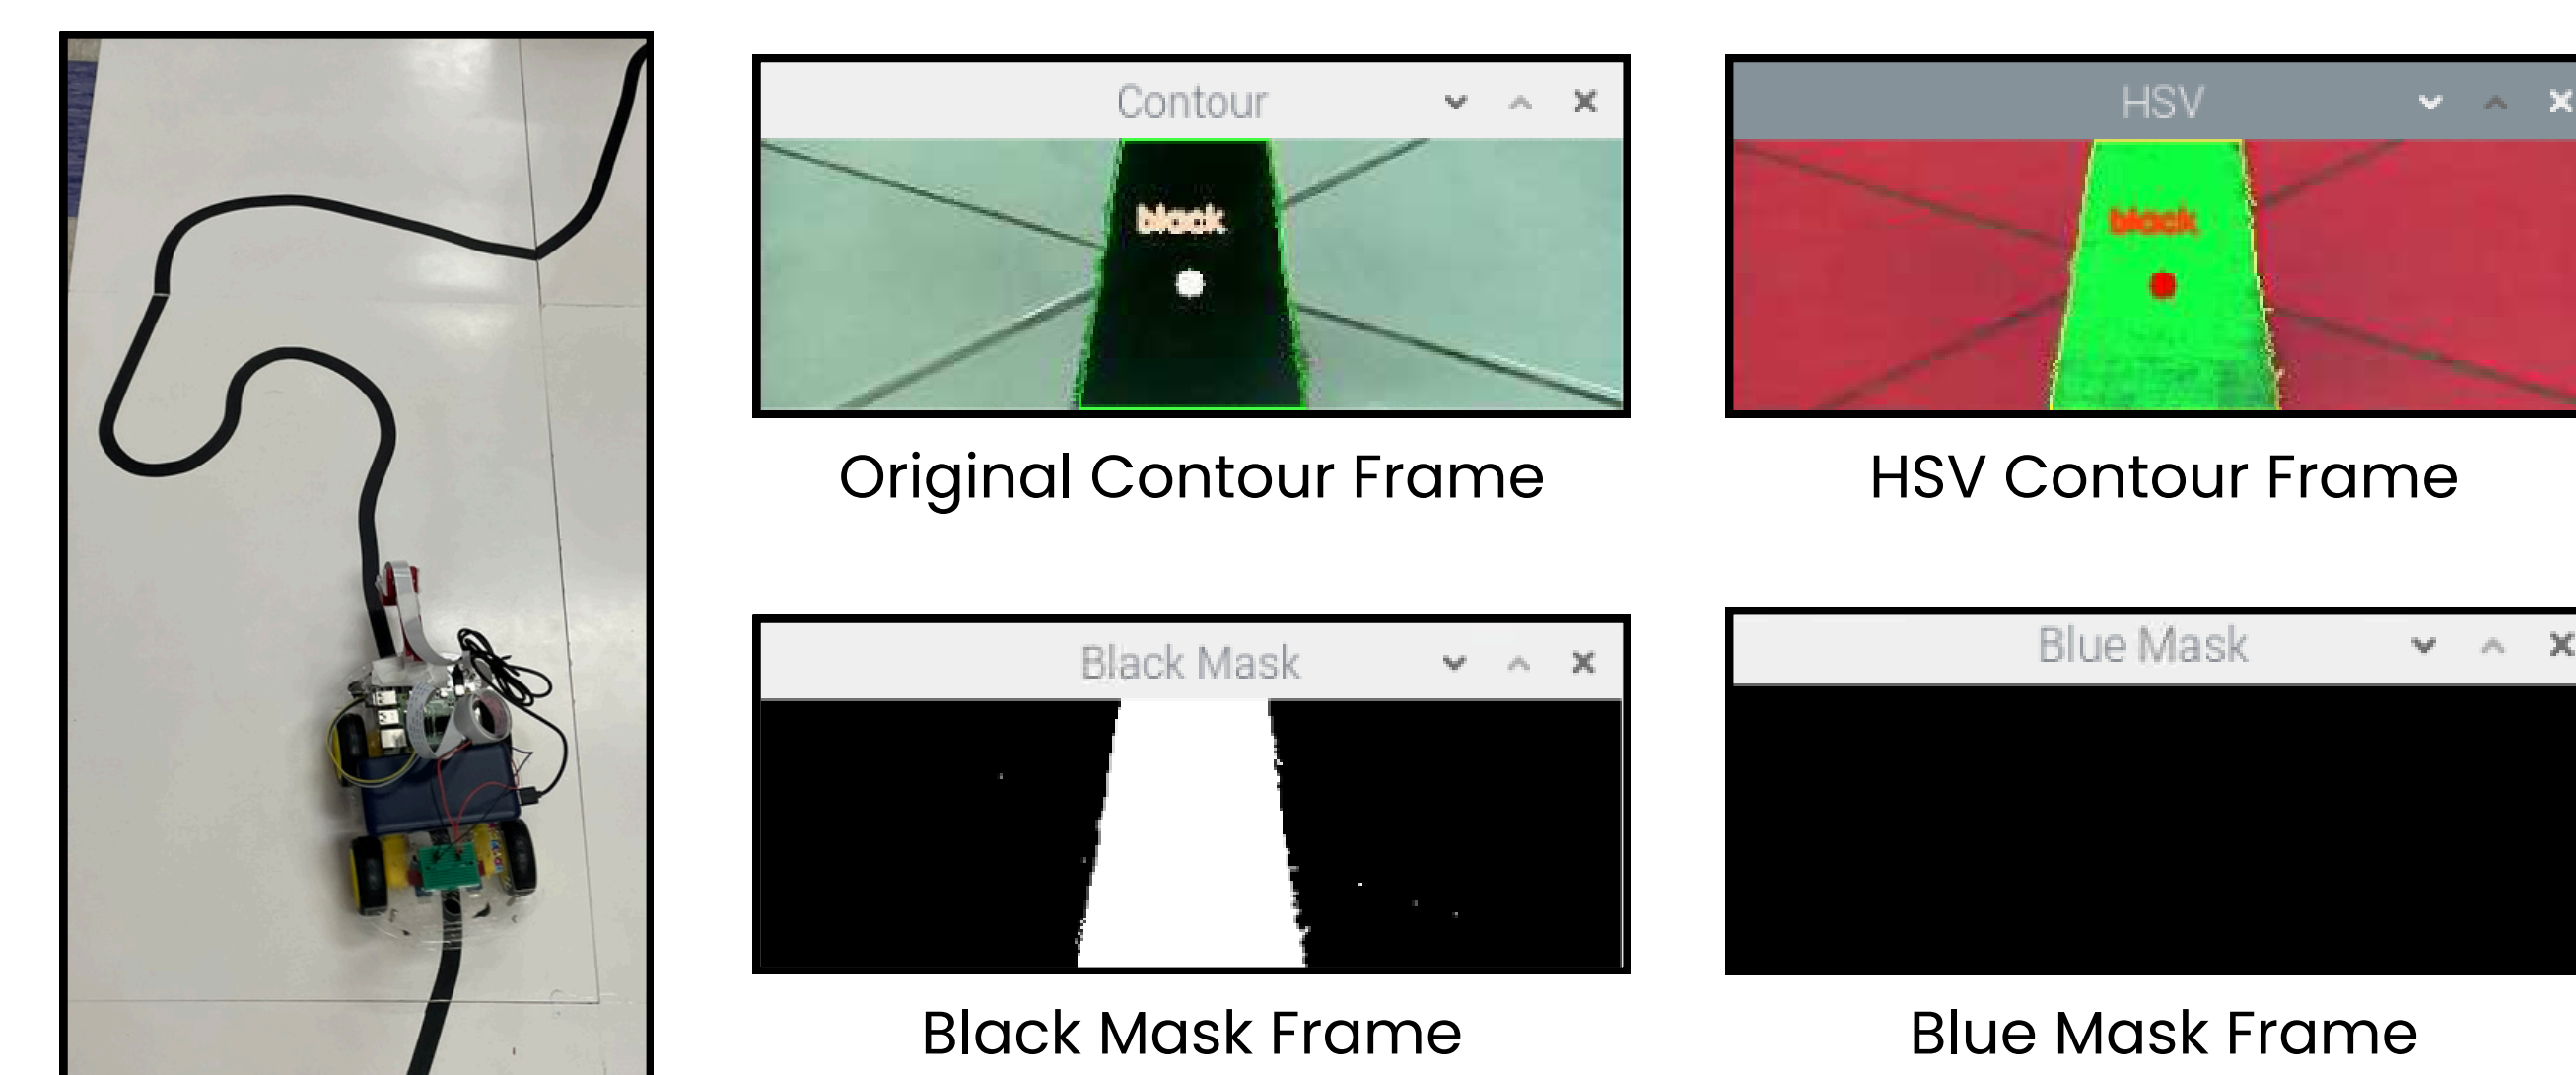 Contour
black
Original Contour Frame
HSV
black
HSV Contour Frame
Black Mask
Black Mask Frame
Blue Mask
Blue Mask Frame